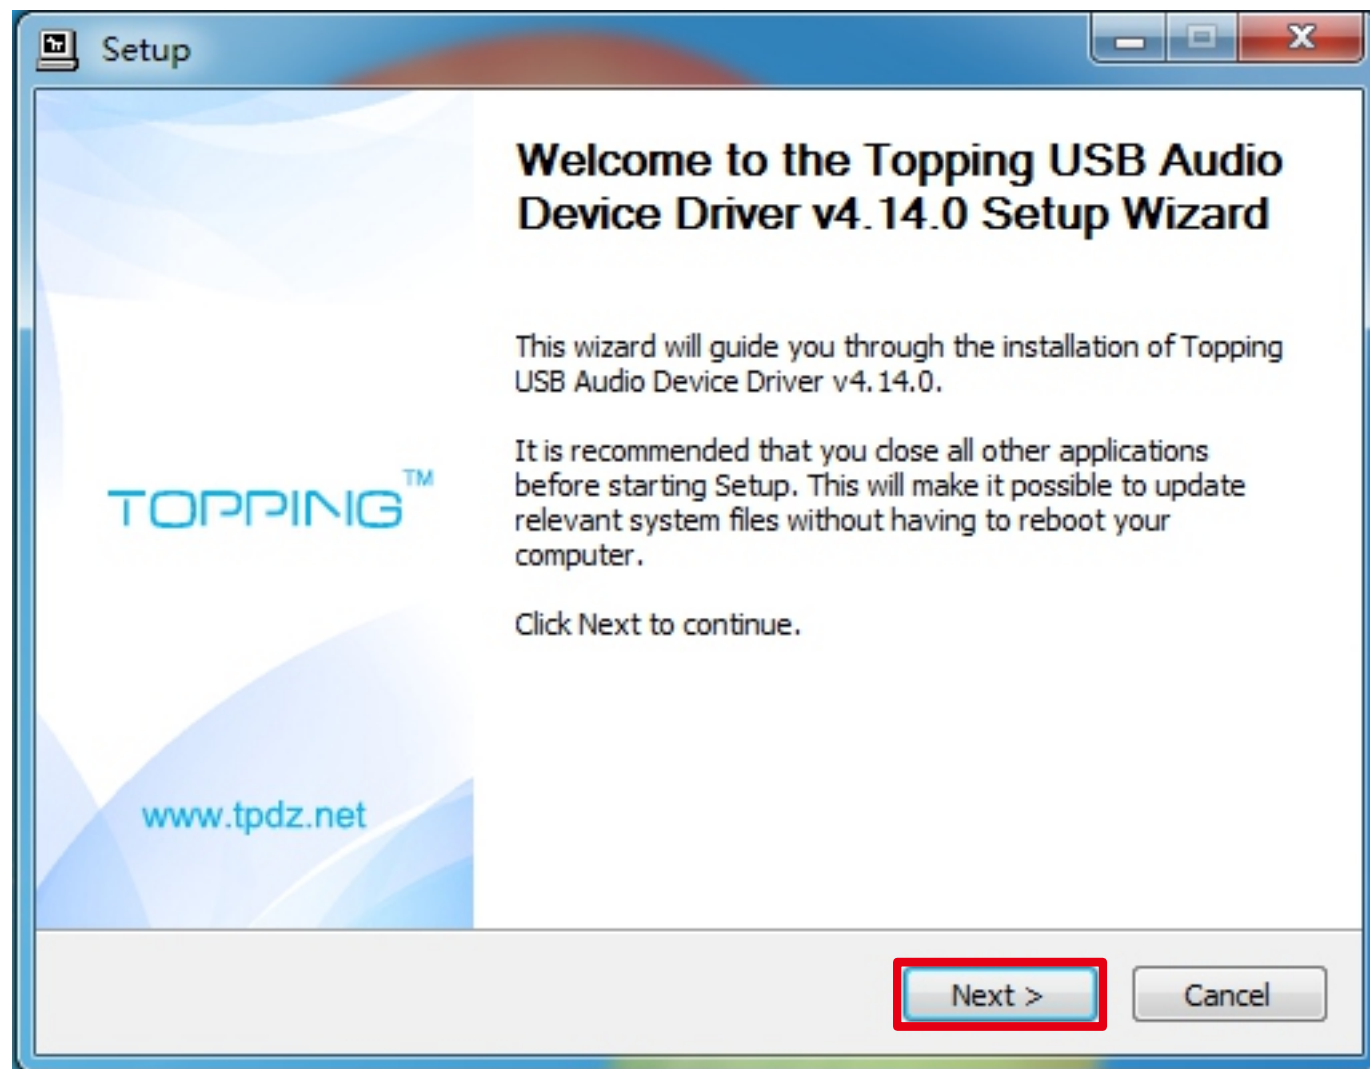 Setup
Welcome to the Topping USB Audio
Device Driver v4.14.0 Setup Wizard
This wizard will guide you through the installation of Topping
USB Audio Device Driver v4.14.0.
It is recommended that you close all other applications
before starting Setup. This will make it possible to update
relevant system files without having to reboot your
computer.
Click Next to continue.
TOPPING™
www.tpdz.net
Next >
Cancel